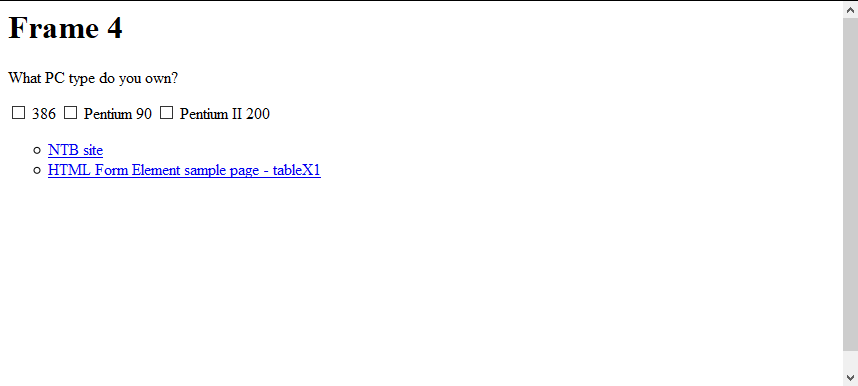 Frame 4
What PC type do you own?
386 Pentium 90 Pentium II 200
NTB site
HTML Form Element sample page - tableX1